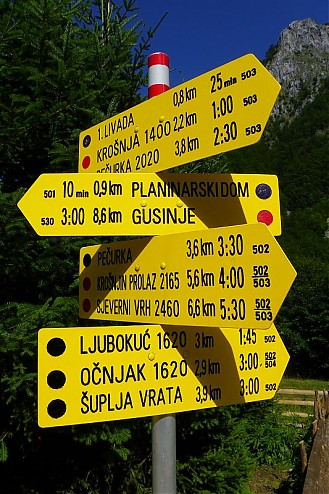 1. LIVADA 0,8 km 25 min 503
KROŠNJA 1400 2,2 km 1:00
PEČURKA 2020 3,8 km 2:30 503
501 10 min 0,9 km PLANINARSKI DOM
530 3:00 8,6 km GUSINJE
PEČURKA 3,6 km 3:30 502
KROŠNJIN PROLAZ 2165 5,6 km 4:00 502 503
SJEVERNI VRH 2460 6,6 km 5:30 502 503
LJUBOKUĆ 1620 3 km 1:45 502
OČNJAK 1620 2,9 km 3:00 502 504
ŠUPLJA VRATA 3,9 km 3:00 502